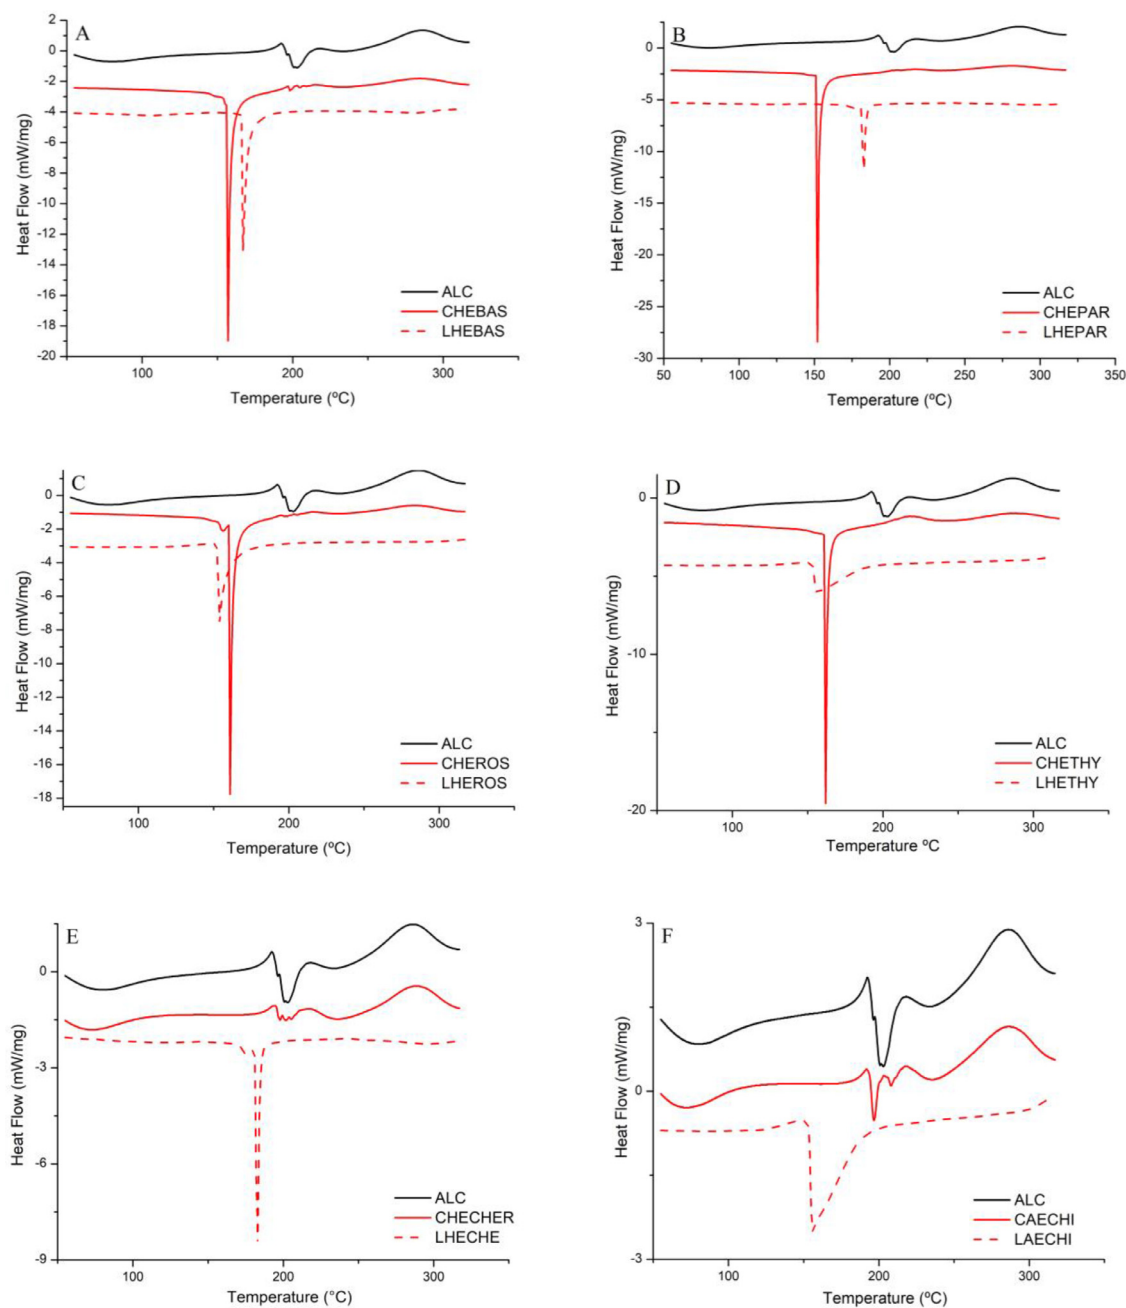 A
2
0
-2
-4
-6
-8
-10
-12
-14
-16
-18
-20
Heat Flow (mW/mg)
100
200
300
Temperature (ºC)
ALC
CHEBAS
LHEBAS
B
0
-5
-10
-15
-20
-25
-30
Heat Flow (mW/mg)
50
100
150
200
250
300
350
Temperature (ºC)
ALC
CHEPAR
LHEPAR
C
0
-2
-4
-6
-8
-10
-12
-14
-16
-18
Heat Flow (mW/mg)
100
200
300
Temperature (ºC)
ALC
CHEROS
LHEROS
D
0
-10
-20
Heat Flow (mW/mg)
100
200
300
Temperature ºC
ALC
CHETHY
LHETHY
E
0
-3
-6
-9
Heat Flow (mW/mg)
100
200
300
Temperature (°C)
ALC
CHECHER
LHECHE
F
3
0
-3
Heat Flow (mW/mg)
100
200
300
Temperature (ºC)
ALC
CAECHI
LAECHI